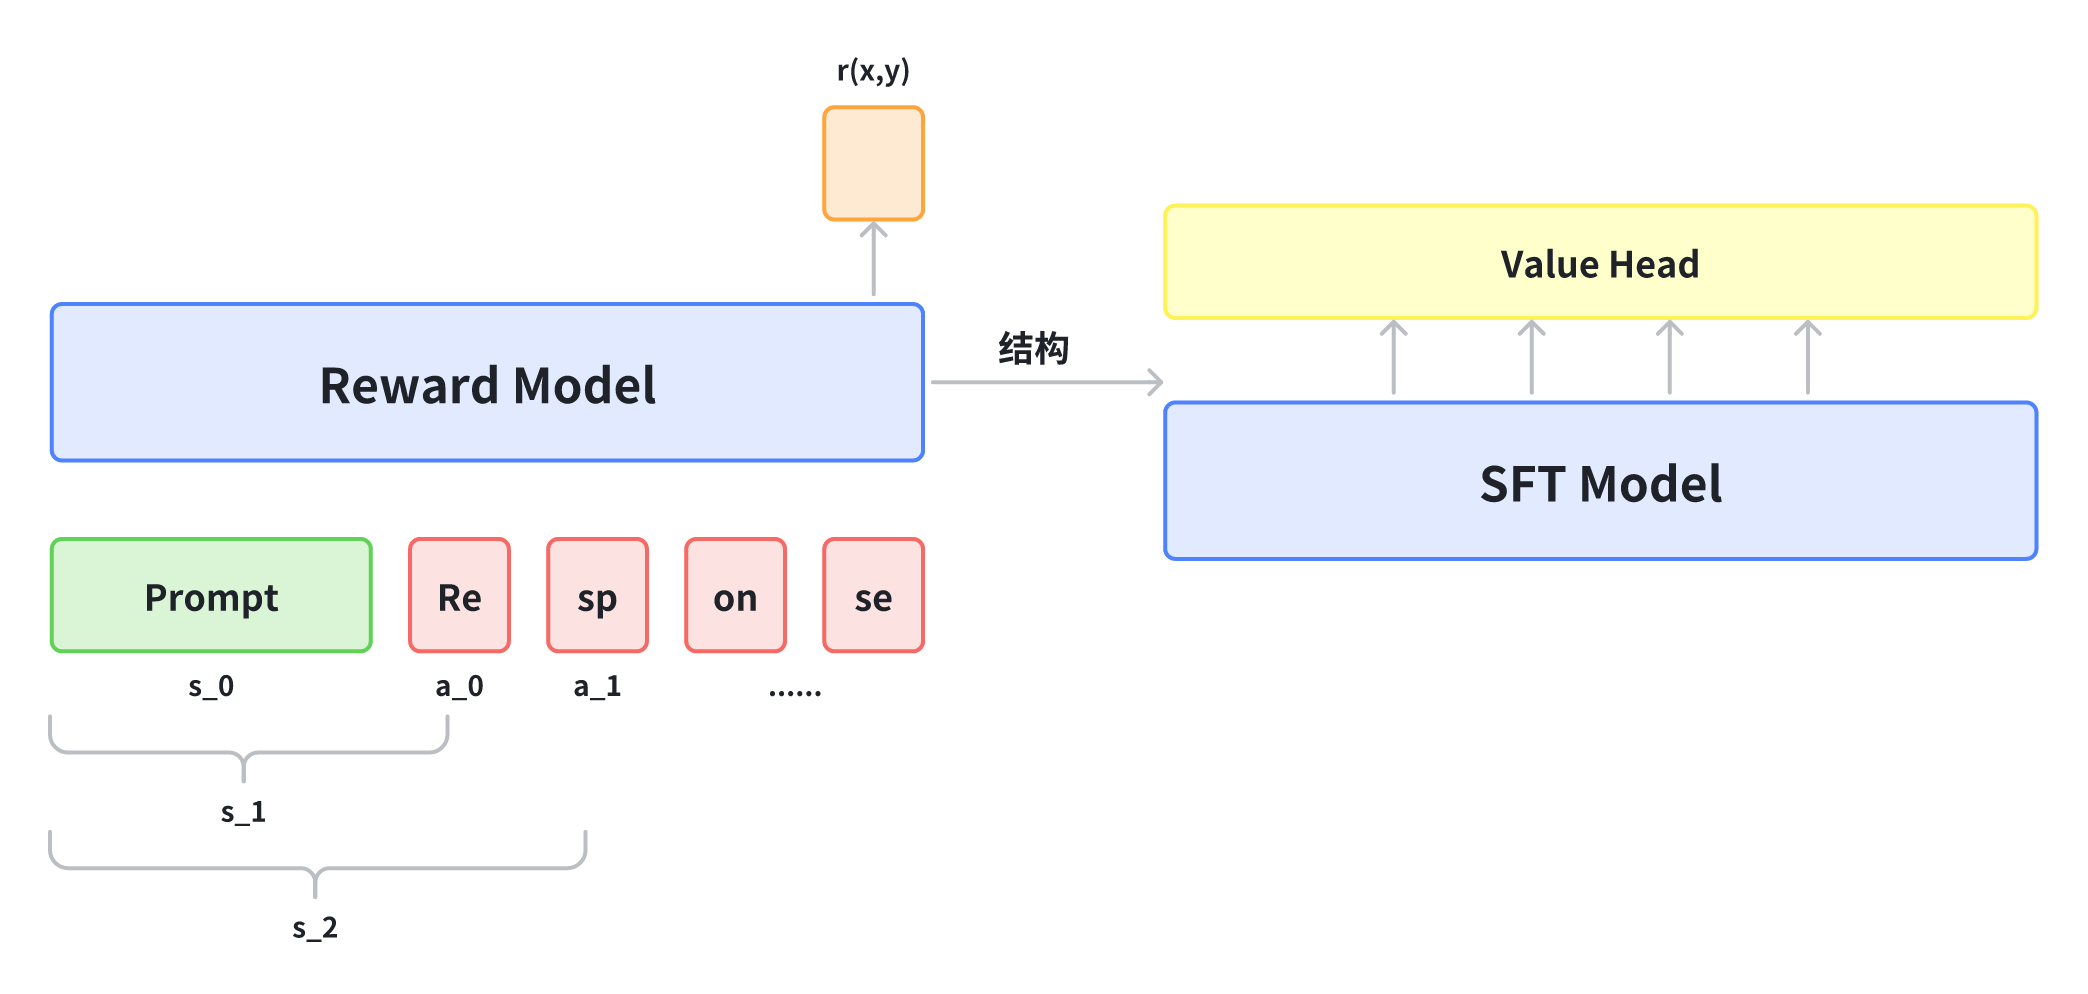 r(x,y)
Reward Model
结构
Value Head
SFT Model
Prompt
Re
sp
on
se
s_0
a_0
a_1
......
s_1
s_2